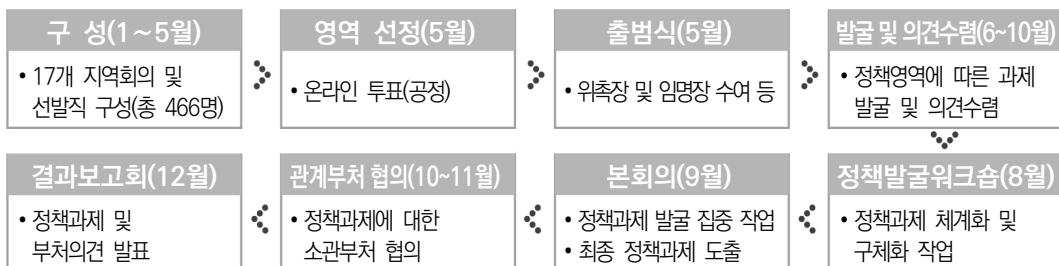 구 성(1～5월)
• 17개 지역회의 및
선발직 구성(총 466명)
영역 선정(5월)
• 온라인 투표(공정)
출범식(5월)
• 위촉장 및 임명장 수여 등
발굴 및 의견수렴(6~10월)
• 정책영역에 따른 과제
발굴 및 의견수렴
정책발굴워크숍(8월)
• 정책과제 체계화 및
구체화 작업
본회의(9월)
• 정책과제 발굴 집중 작업
• 최종 정책과제 도출
관계부처 협의(10~11월)
• 정책과제에 대한
소관부처 협의
결과보고회(12월)
• 정책과제 및
부처의견 발표